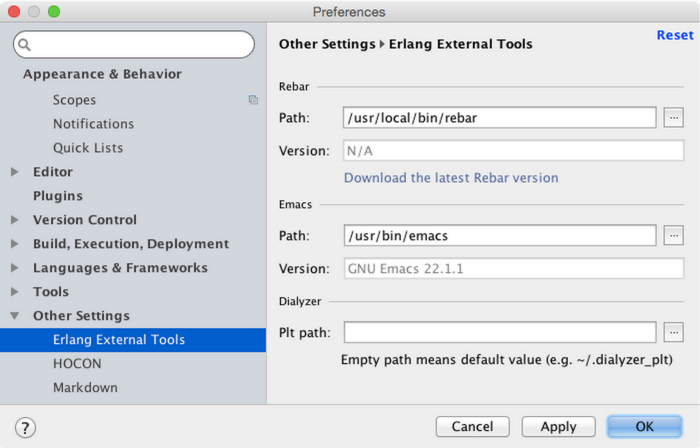 Preferences
Reset
Other Settings ▸ Erlang External Tools
Appearance & Behavior
Scopes
Notifications
Quick Lists
Editor
Plugins
Version Control
Build, Execution, Deployment
Languages & Frameworks
Tools
Other Settings
Erlang External Tools
HOCON
Markdown
Rebar
Path: /usr/local/bin/rebar ...
Version: N/A
Download the latest Rebar version
Emacs
Path: /usr/bin/emacs ...
Version: GNU Emacs 22.1.1
Dialyzer
Plt path: ...
Empty path means default value (e.g. ~/.dialyzer_plt)
? Cancel Apply OK